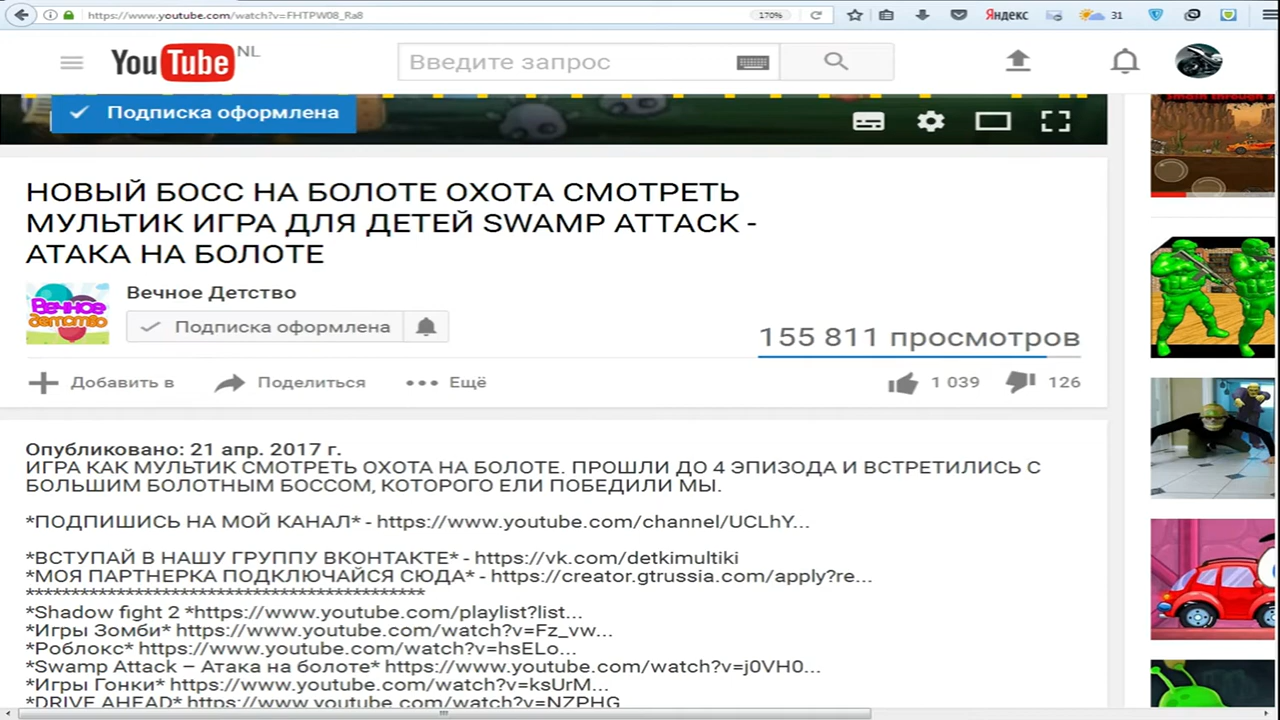 https://www.youtube.com/watch?v=FHTPW08_Ra8
170%
Яндекс
31
YouTube NL
Введите запрос
Подписка оформлена
НОВЫЙ БОСС НА БОЛОТЕ ОХОТА СМОТРЕТЬ
МУЛЬТИК ИГРА ДЛЯ ДЕТЕЙ SWAMP ATTACK -
АТАКА НА БОЛОТЕ
Вечное Детство
Вечное
детство
Подписка оформлена
155 811 просмотров
Добавить в
Поделиться
Ещё
1 039
126
Опубликовано: 21 апр. 2017 г.
ИГРА КАК МУЛЬТИК СМОТРЕТЬ ОХОТА НА БОЛОТЕ. ПРОШЛИ ДО 4 ЭПИЗОДА И ВСТРЕТИЛИСЬ С
БОЛЬШИМ БОЛОТНЫМ БОССОМ, КОТОРОГО ЕЛИ ПОБЕДИЛИ МЫ.
*ПОДПИШИСЬ НА МОЙ КАНАЛ* - https://www.youtube.com/channel/UCLhY...
*ВСТУПАЙ В НАШУ ГРУППУ ВКОНТАКТЕ* - https://vk.com/detkimultiki
*МОЯ ПАРТНЕРКА ПОДКЛЮЧАЙСЯ СЮДА* - https://creator.gtrussia.com/apply?re...
********************************************
*Shadow fight 2 *https://www.youtube.com/playlist?list...
*Игры Зомби* https://www.youtube.com/watch?v=Fz_vw...
*Роблокс* https://www.youtube.com/watch?v=hsELo...
*Swamp Attack – Атака на болоте* https://www.youtube.com/watch?v=j0VH0...
*Игры Гонки* https://www.youtube.com/watch?v=ksUrM...
*DRIVE AHEAD* https://www.youtube.com/watch?v=NZPHG